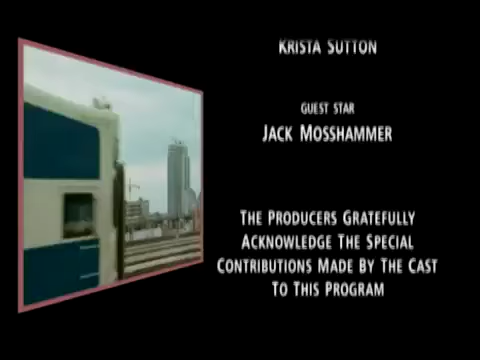 KRISTA SUTTON
GUEST STAR
JACK MOSSHAMMER
THE PRODUCERS GRATEFULLY
ACKNOWLEDGE THE SPECIAL
CONTRIBUTIONS MADE BY THE CAST
TO THIS PROGRAM